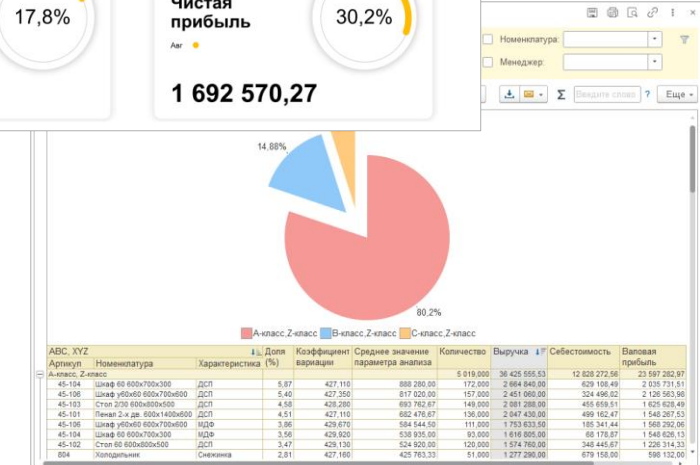 17,8%
Чистая
прибыль
Авг
30,2%
1 692 570,27
Номенклатура:
Менеджер:
Σ Введите слово ? Еще
14,88%
80,2%
А-класс,Z-класс В-класс,Z-класс С-класс,Z-класс
ABC, XYZ Доля (%) Коэффициент вариации Среднее значение параметра анализа Количество Выручка Себестоимость Валовая прибыль
Артикул Номенклатура Характеристика
А-класс, Z-класс 5 019,000 36 425 555,53 12 828 272,56 23 597 282,97
45-104 Шкаф 60 600х700х300 ДСП 5,87 427,110 888 280,00 172,000 2 664 840,00 629 108,49 2 035 731,51
45-106 Шкаф у60х60 600х700х600 ДСП 5,40 427,350 817 020,00 157,000 2 451 060,00 324 496,02 2 126 563,98
45-103 Стол 2/30 600х800х500 ДСП 4,58 428,280 693 762,67 149,000 2 081 288,00 455 659,51 1 625 628,49
45-101 Пенал 2-х дв. 600х1400х600 ДСП 4,51 427,110 682 476,67 136,000 2 047 430,00 499 162,47 1 548 267,53
45-106 Шкаф у60х60 600х700х600 МДФ 3,86 429,670 584 544,50 111,000 1 753 633,50 185 341,44 1 568 292,06
45-104 Шкаф 60 600х700х300 МДФ 3,56 429,920 538 935,00 93,000 1 616 805,00 68 178,87 1 548 626,13
45-102 Стол 60 600х800х500 ДСП 3,47 429,130 524 920,00 120,000 1 574 760,00 348 445,67 1 226 314,33
804 Холодильник Снежинка 2,81 427,160 425 763,33 51,000 1 277 290,00 679 158,00 598 132,00